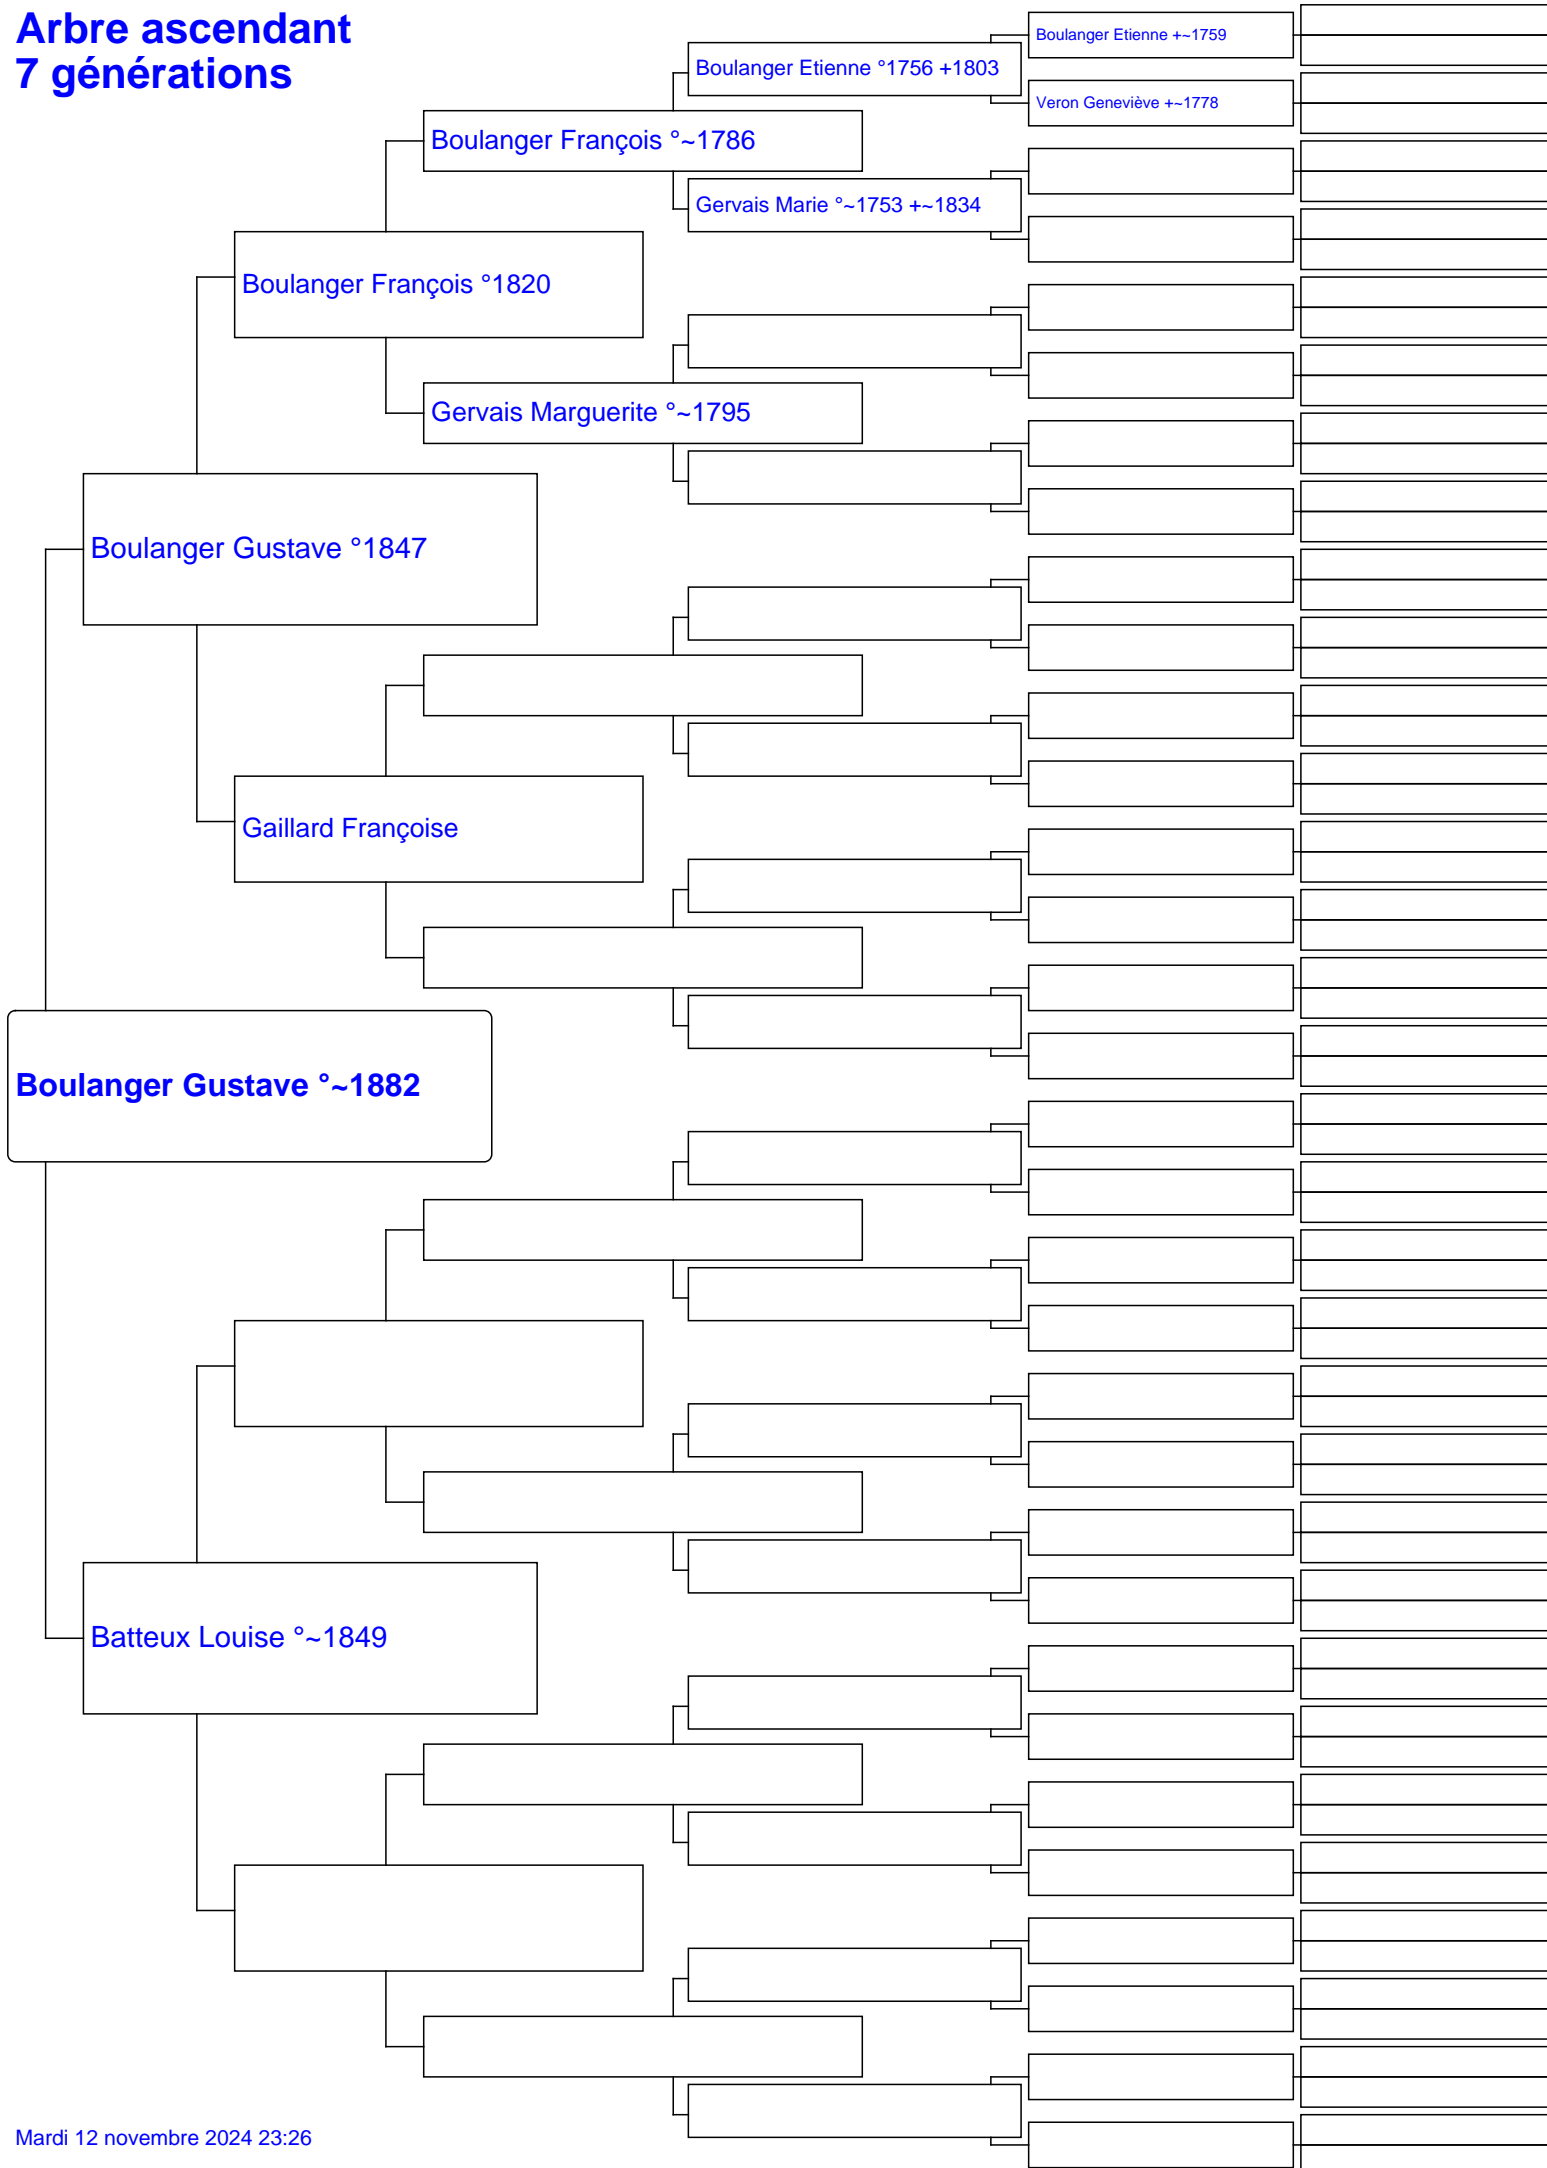 Arbre ascendant
7 générations
Boulanger Etienne +~1759
Boulanger Etienne °1756 +1803
Veron Geneviève +~1778
Boulanger François °~1786
Gervais Marie °~1753 +~1834
Boulanger François °1820
Gervais Marguerite °~1795
Boulanger Gustave °1847
Gaillard Françoise
Boulanger Gustave °~1882
Batteux Louise °~1849
Mardi 12 novembre 2024 23:26